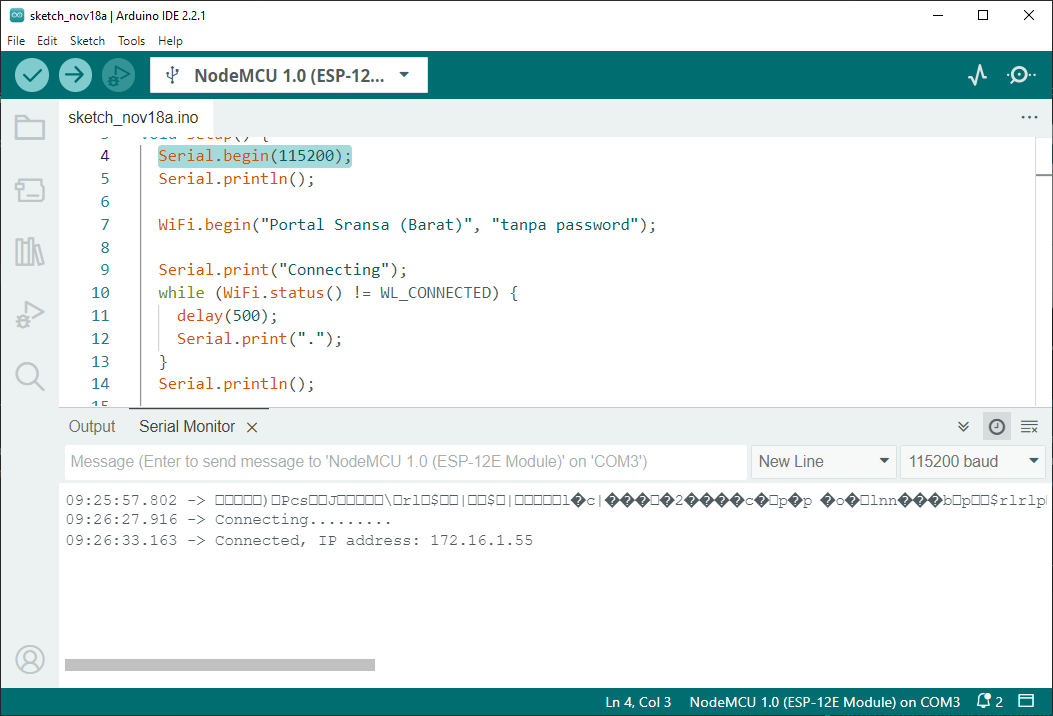 sketch_nov18a | Arduino IDE 2.2.1
File Edit Sketch Tools Help
NodeMCU 1.0 (ESP-12...
sketch_nov18a.ino
3 void setup() {
4 Serial.begin(115200);
5 Serial.println();
6
7 WiFi.begin("Portal Sransa (Barat)", "tanpa password");
8
9 Serial.print("Connecting");
10 while (WiFi.status() != WL_CONNECTED) {
11 delay(500);
12 Serial.print(".");
13 }
14 Serial.println();
15
Output Serial Monitor
Message (Enter to send message to 'NodeMCU 1.0 (ESP-12E Module)' on 'COM3')
New Line
115200 baud
09:25:57.802 -> □□□□□)□Pcs□□J□□□□□\□rl□$□□|□□$□|□□□□□l�c|���□�2����c�□p�p �o�□lnn���b□p□□$rlrlp
09:26:27.916 -> Connecting.........
09:26:33.163 -> Connected, IP address: 172.16.1.55
Ln 4, Col 3 NodeMCU 1.0 (ESP-12E Module) on COM3 2